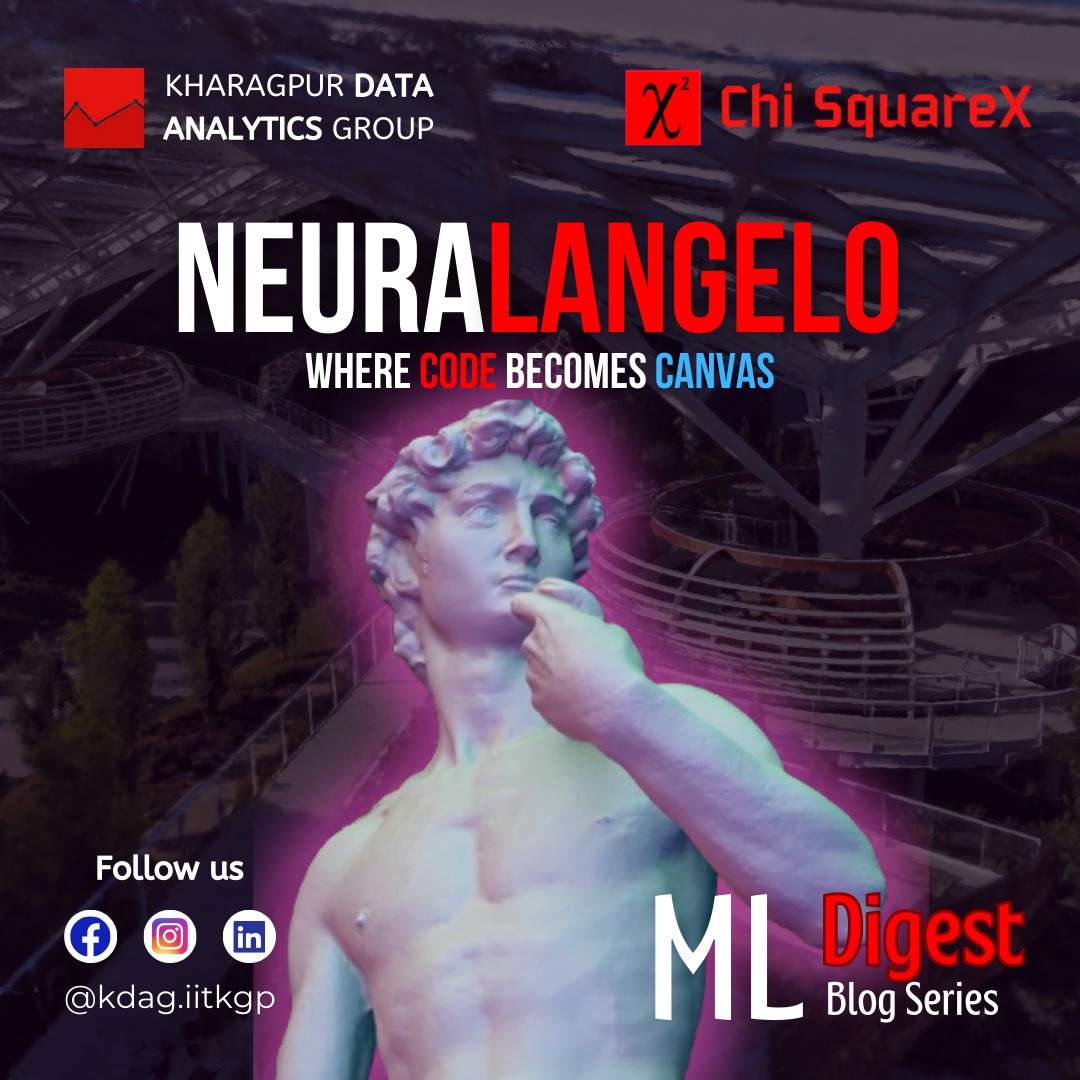 KHARAGPUR DATA
ANALYTICS GROUP
χ²
Chi SquareX
NEURALANGELO
WHERE CODE BECOMES CANVAS
Follow us
@kdag.iitkgp
ML Digest
Blog Series